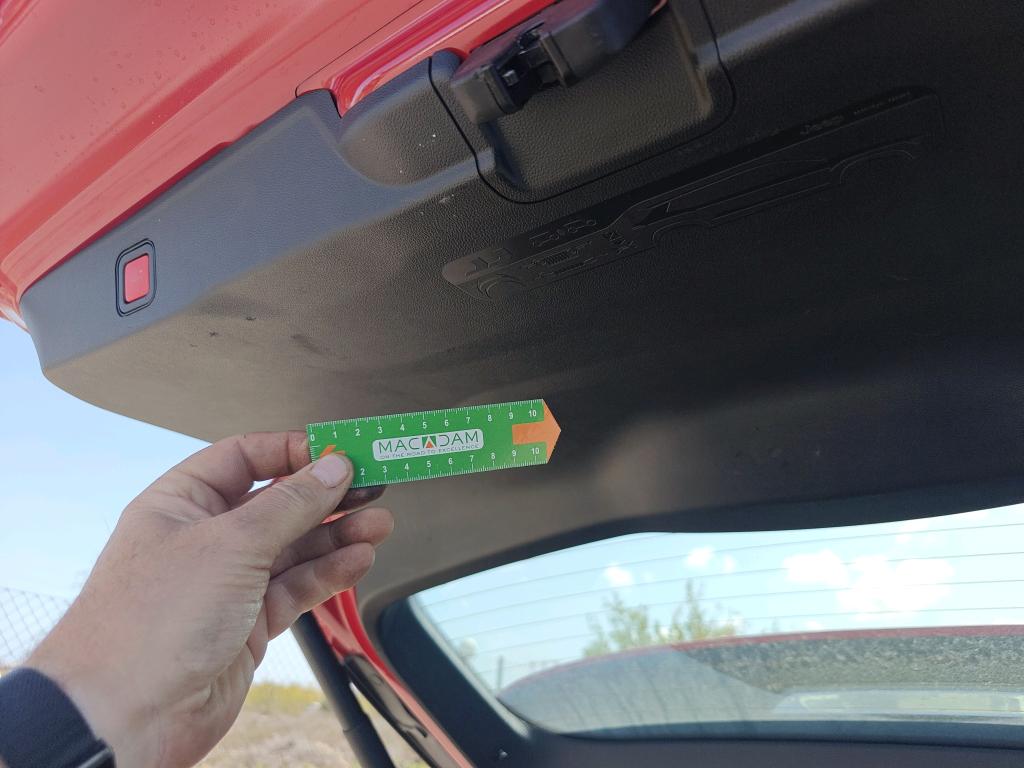 Jeep
0 1 2 3 4 5 6 7 8 9 10
MACADAM
ON THE ROAD TO EXCELLENCE
2 3 4 5 6 7 8 9 10